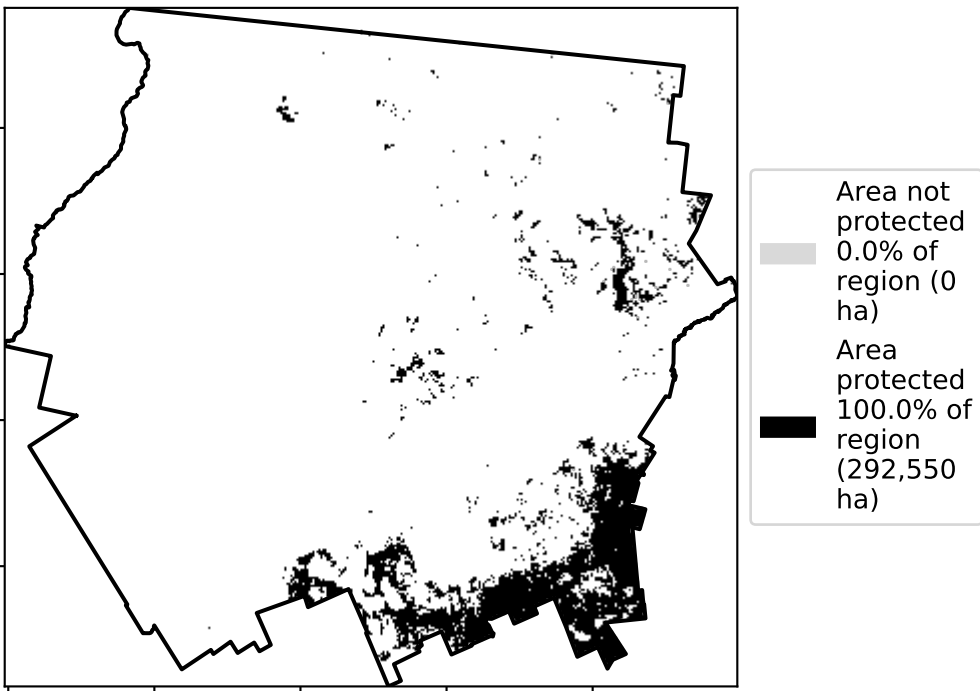 Area not
protected
0.0% of
region (0
ha)
Area
protected
100.0% of
region
(292,550
ha)